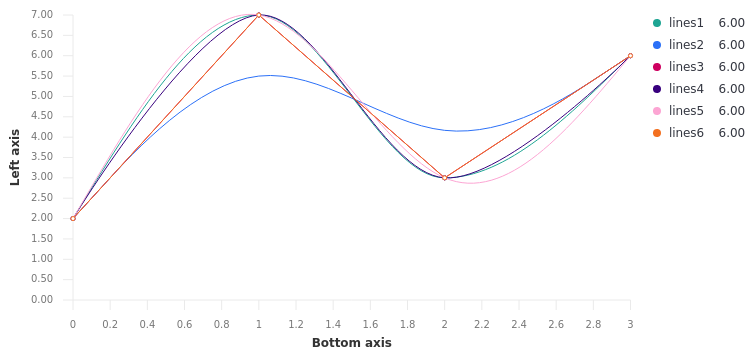 7.00
6.50
6.00
5.50
5.00
4.50
4.00
3.50
3.00
2.50
2.00
1.50
1.00
0.50
0.00
Left axis
0 0.2 0.4 0.6 0.8 1 1.2 1.4 1.6 1.8 2 2.2 2.4 2.6 2.8 3
Bottom axis
lines1 6.00
lines2 6.00
lines3 6.00
lines4 6.00
lines5 6.00
lines6 6.00